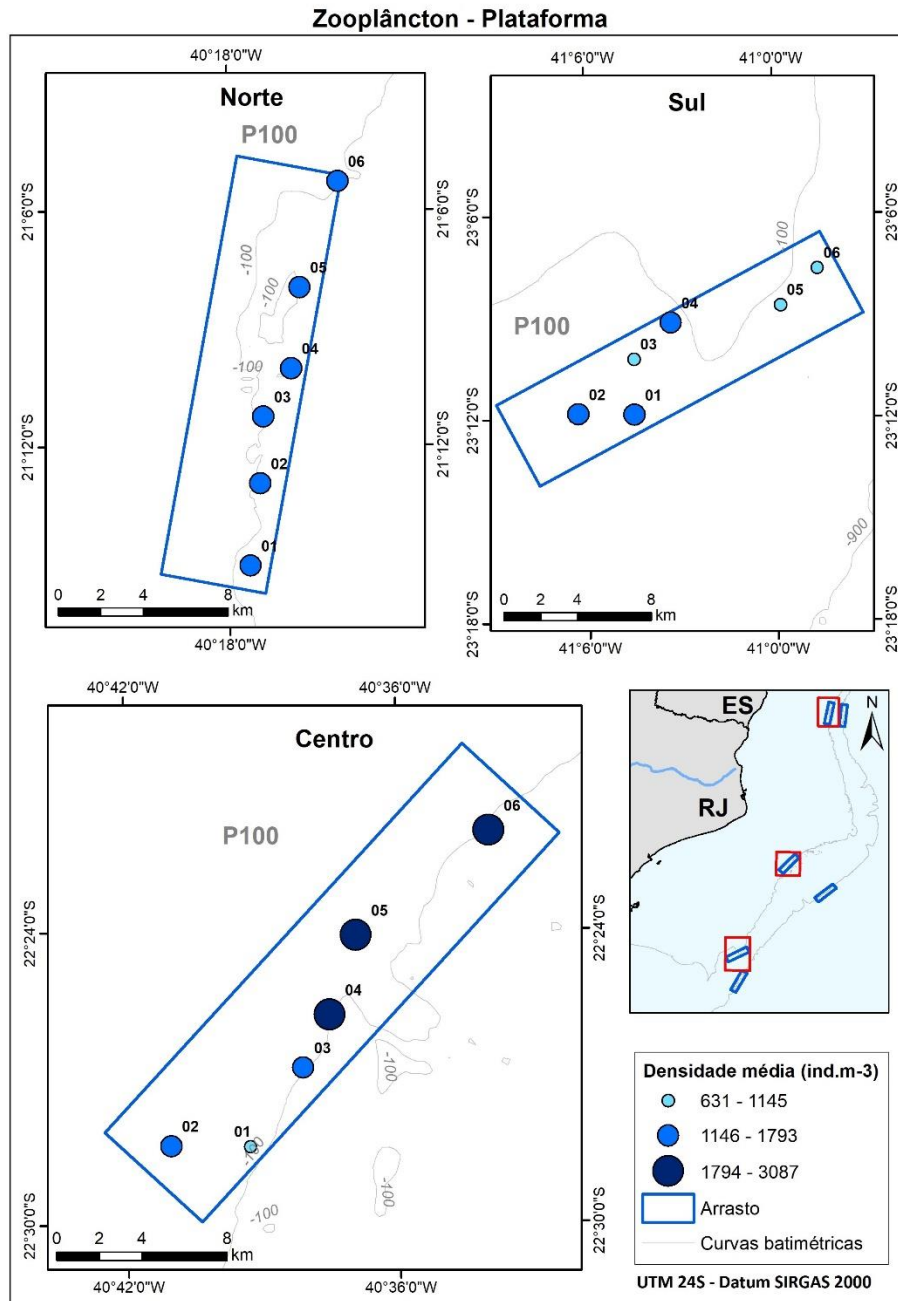 Zooplâncton - Plataforma
40°18'0"W
Norte
P100
06
05
04
03
02
01
-100
-100
-100
21°6'0"S
21°12'0"S
21°6'0"S
21°12'0"S
0 2 4 8
km
40°18'0"W
41°6'0"W
41°0'0"W
Sul
P100
06
05
04
03
02
01
100
-900
23°6'0"S
23°12'0"S
23°18'0"S
23°6'0"S
23°12'0"S
23°18'0"S
0 2 4 8
km
41°6'0"W
41°0'0"W
40°42'0"W
40°36'0"W
Centro
P100
06
05
04
03
02
01
-100
-100
-100
-100
22°24'0"S
22°30'0"S
22°24'0"S
22°30'0"S
0 2 4 8
km
40°42'0"W
40°36'0"W
ES
RJ
N
Densidade média (ind.m-3)
631 - 1145
1146 - 1793
1794 - 3087
Arrasto
Curvas batimétricas
UTM 24S - Datum SIRGAS 2000